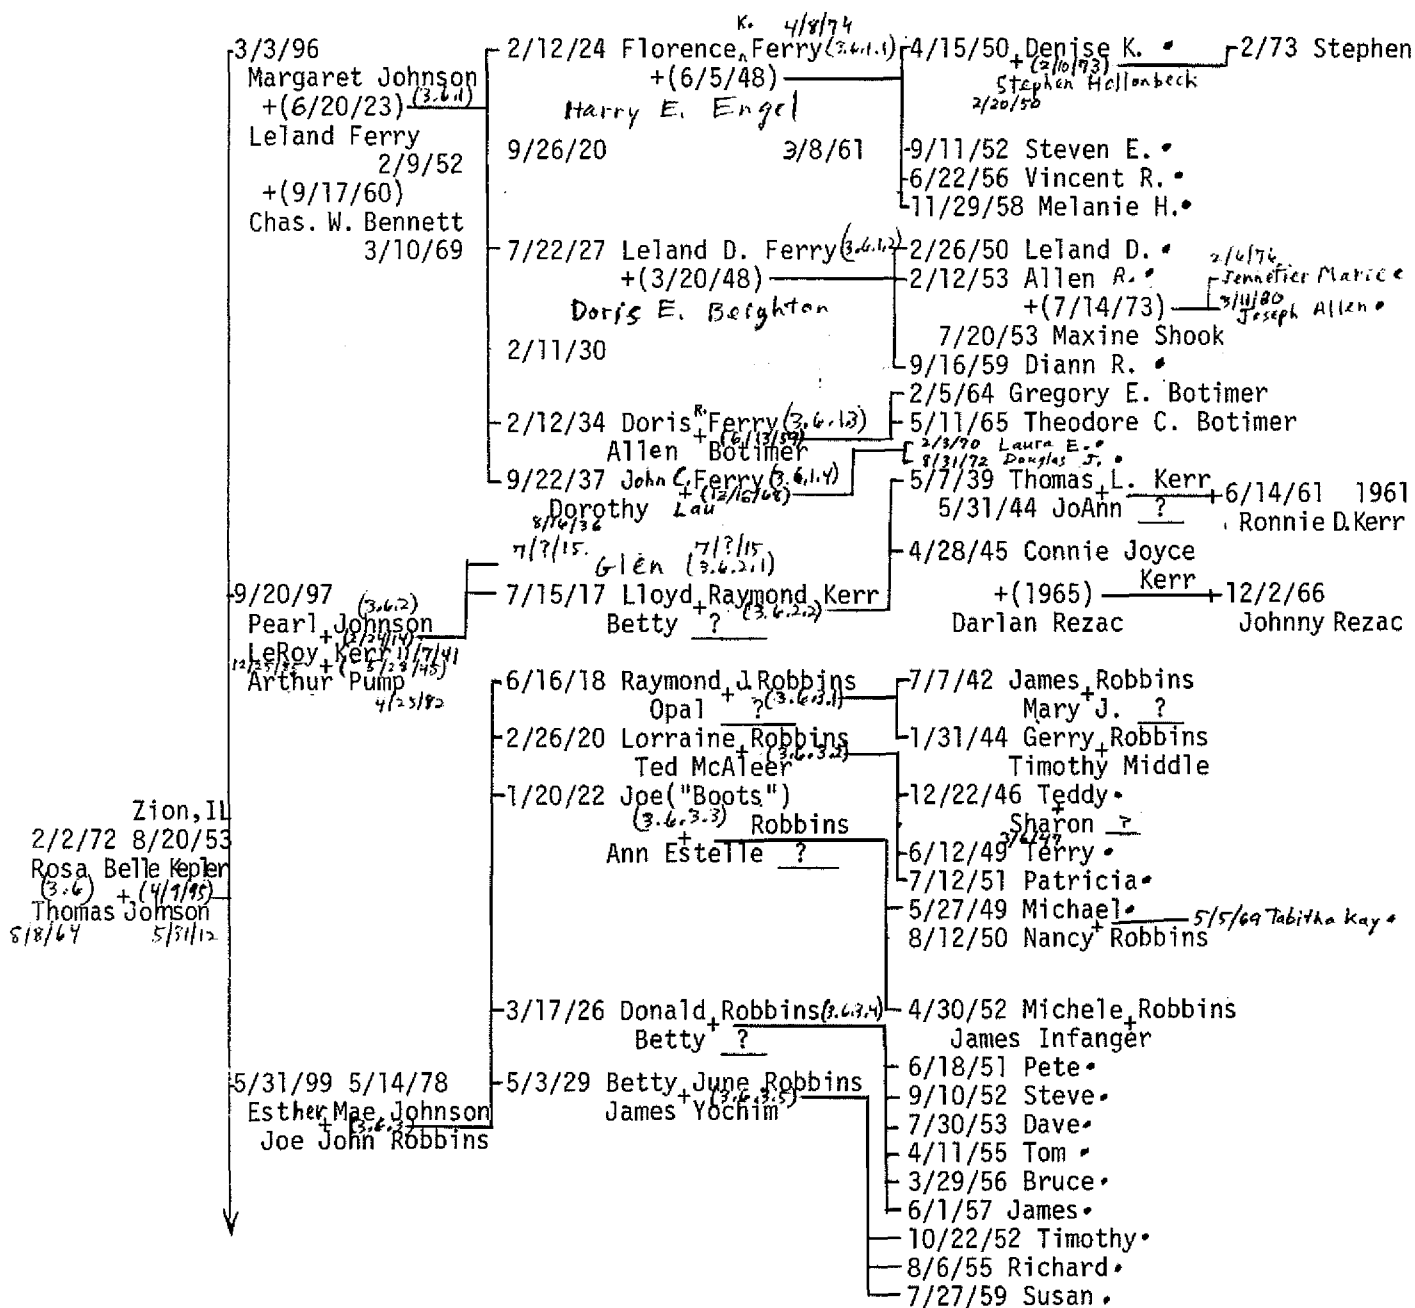 Zion, IL
2/2/72 8/20/53
Rosa Belle Kepler
(3.6) + (4/9/95)
Thomas Johnson
8/8/64 5/31/12
3/3/96
Margaret Johnson
+(6/20/23) (3.6.1)
Leland Ferry
2/9/52
+(9/17/60)
Chas. W. Bennett
3/10/69
9/20/97
(3.6.2)
Pearl Johnson
+ (2/24/14)
LeRoy Kerr 11/7/41
12/25/85 + (5/28/45)
Arthur Pump
4/25/82
5/31/99 5/14/78
Esther Mae Johnson
+ (3.6.3)
Joe John Robbins
K. 4/8/74
2/12/24 Florence Ferry (3.6.1.1)
+(6/5/48)
Harry E. Engel
9/26/20 3/8/61
7/22/27 Leland D. Ferry (3.6.1.2)
+(3/20/48)
Doris E. Beighton
2/11/30
2/12/34 Doris R. Ferry (3.6.1.3)
+ (6/13/59)
Allen Botimer
9/22/37 John C. Ferry (3.6.1.4)
+ (12/15/68)
Dorothy Lau
8/16/36
7/?/15. 7/?/15
Glen (3.6.2.1)
7/15/17 Lloyd Raymond Kerr
+ (3.6.2.2)
Betty ?
6/16/18 Raymond J. Robbins
+ (3.6.3.1)
Opal ?
2/26/20 Lorraine Robbins
+ (3.6.3.2)
Ted McAleer
1/20/22 Joe("Boots")
(3.6.3.3) Robbins
+
Ann Estelle ?
3/17/26 Donald Robbins (3.6.3.4)
+
Betty ?
5/3/29 Betty June Robbins
+ (3.6.3.5)
James Yochim
4/15/50 Denise K. •
+ (2/10/73)
Stephen Hollonbeck
2/20/50
9/11/52 Steven E. •
6/22/56 Vincent R. •
11/29/58 Melanie H. •
2/26/50 Leland D. •
2/12/53 Allen R. •
+(7/14/73)
7/20/53 Maxine Shook
9/16/59 Diann R. •
2/5/64 Gregory E. Botimer
5/11/65 Theodore C. Botimer
2/3/70 Laura E. •
8/31/72 Douglas J. •
5/7/39 Thomas L. Kerr
+
5/31/44 JoAnn ?
4/28/45 Connie Joyce
Kerr
+(1965)
Darlan Rezac
7/7/42 James Robbins
+
Mary J. ?
1/31/44 Gerry Robbins
+
Timothy Middle
12/22/46 Teddy •
+
Sharon ?
3/6/47
6/12/49 Terry •
7/12/51 Patricia •
5/27/49 Michael •
+
8/12/50 Nancy Robbins
4/30/52 Michele Robbins
+
James Infanger
6/18/51 Pete •
9/10/52 Steve •
7/30/53 Dave •
4/11/55 Tom •
3/29/56 Bruce •
6/1/57 James •
10/22/52 Timothy •
8/6/55 Richard •
7/27/59 Susan •
2/73 Stephen
2/6/76
Jennefier Marice
3/11/80
Joseph Allen •
6/14/61 1961
Ronnie D. Kerr
12/2/66
Johnny Rezac
5/5/69 Tabitha Kay •